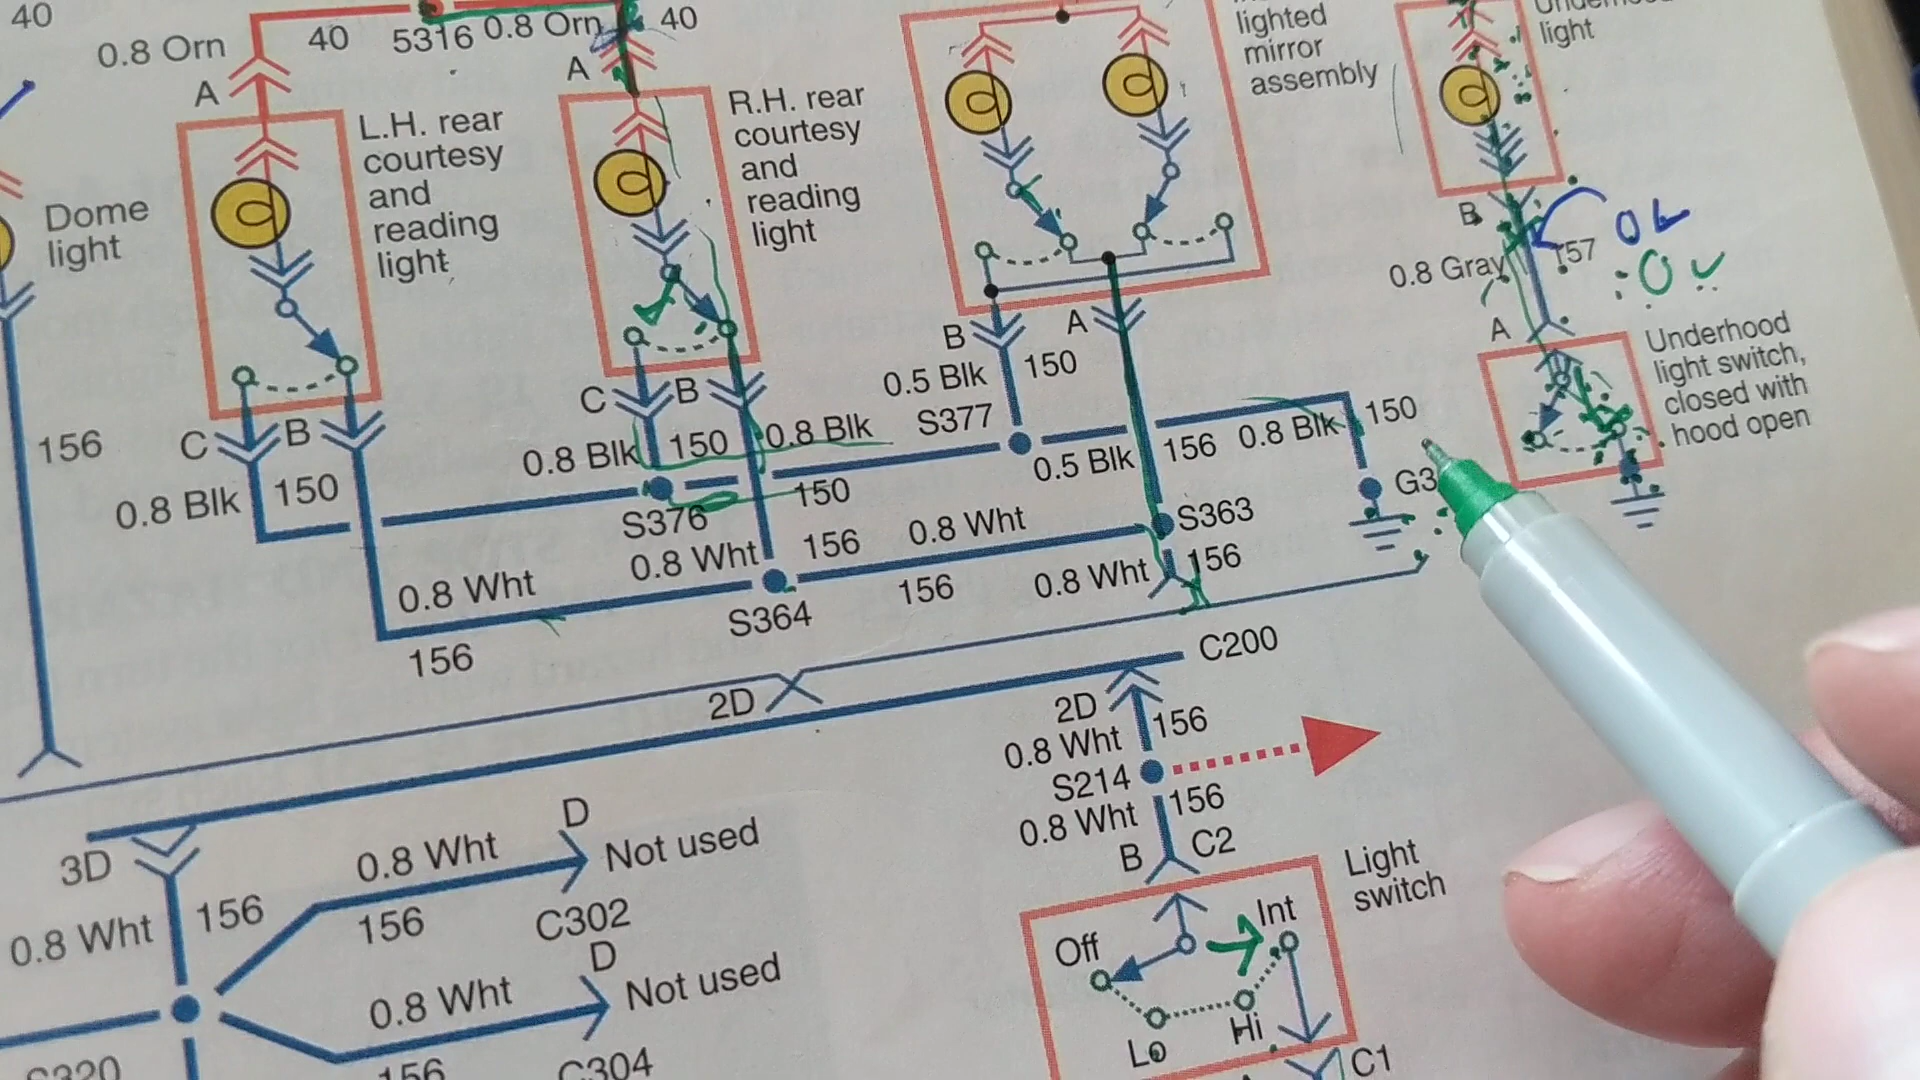 40
0.8 Orn
40
5316
0.8 Orn
40
A
A
L.H. rear
courtesy
and
reading
light
R.H. rear
courtesy
and
reading
light
lighted
mirror
assembly
light
Dome
light
B
157
OL
0.8 Gray
A
Underhood
light switch,
closed with
hood open
156
C
B
0.8 Blk
150
C
B
0.8 Blk
150
0.8 Blk
150
S376
B
A
0.5 Blk
150
S377
0.5 Blk
156
0.8 Blk
150
G3
0.8 Wht
156
0.8 Wht
S364
156
0.8 Wht
156
S363
0.8 Wht
156
2D
C200
2D
156
0.8 Wht
S214
156
0.8 Wht
B
C2
Light
switch
Off
Int
Lo
Hi
C1
3D
0.8 Wht
156
0.8 Wht
D
Not used
156
C302
D
0.8 Wht
Not used
156
C304